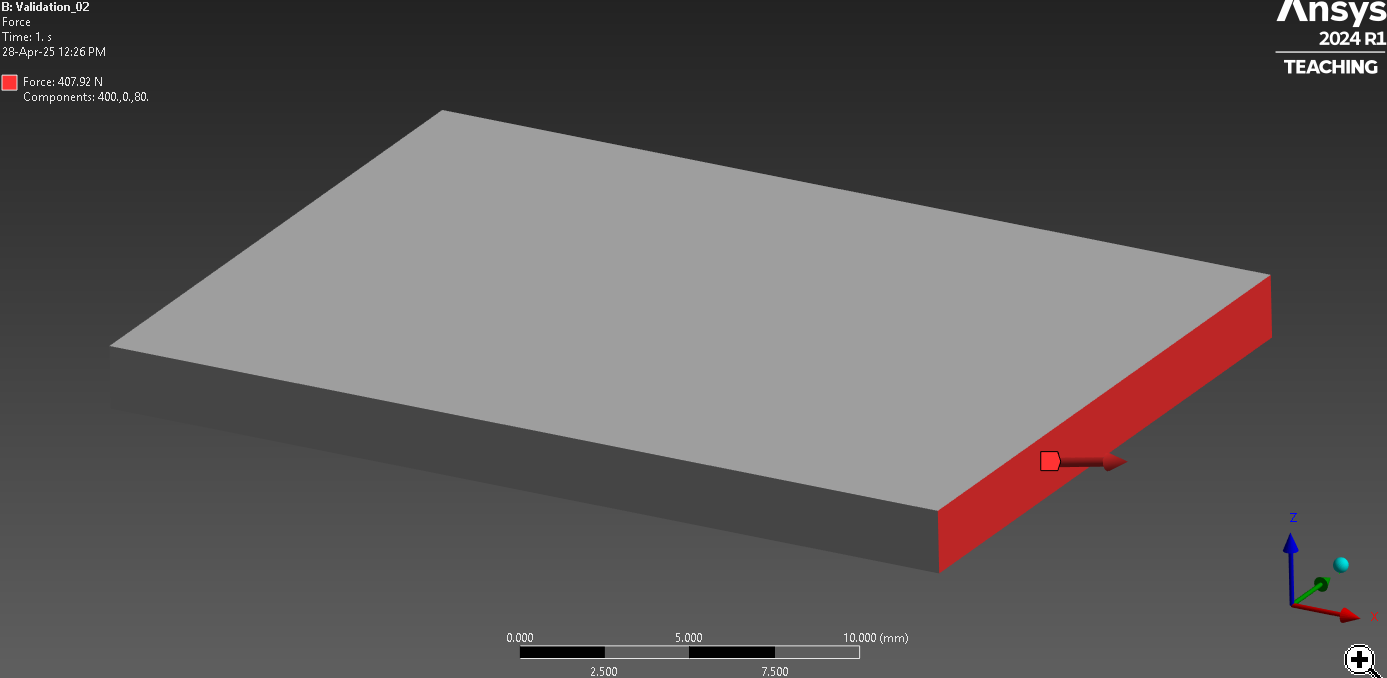 B: Validation_02
Force
Time: 1. s
28-Apr-25 12:26 PM
Force: 407.92 N
Components: 400.,0.,80.
Ansys
2024 R1
TEACHING
Z
X
0.000 5.000 10.000 (mm)
2.500 7.500